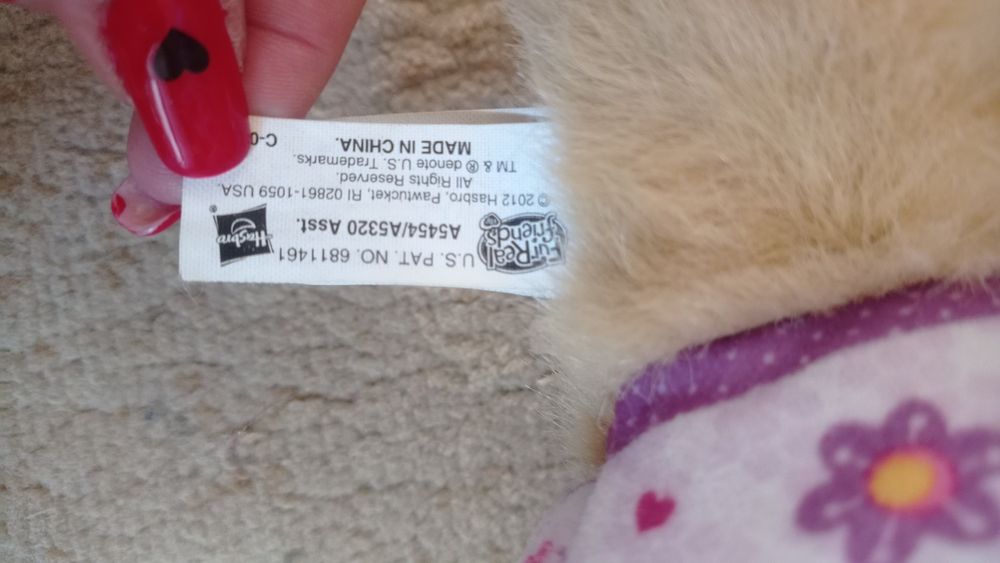 FurReal friends
U.S. PAT. NO. 6811461
A5454/A5320 Asst.
Hasbro ®
© 2012 Hasbro, Pawtucket, RI 02861-1059 USA.
All Rights Reserved.
TM & ® denote U.S. Trademarks.
MADE IN CHINA.